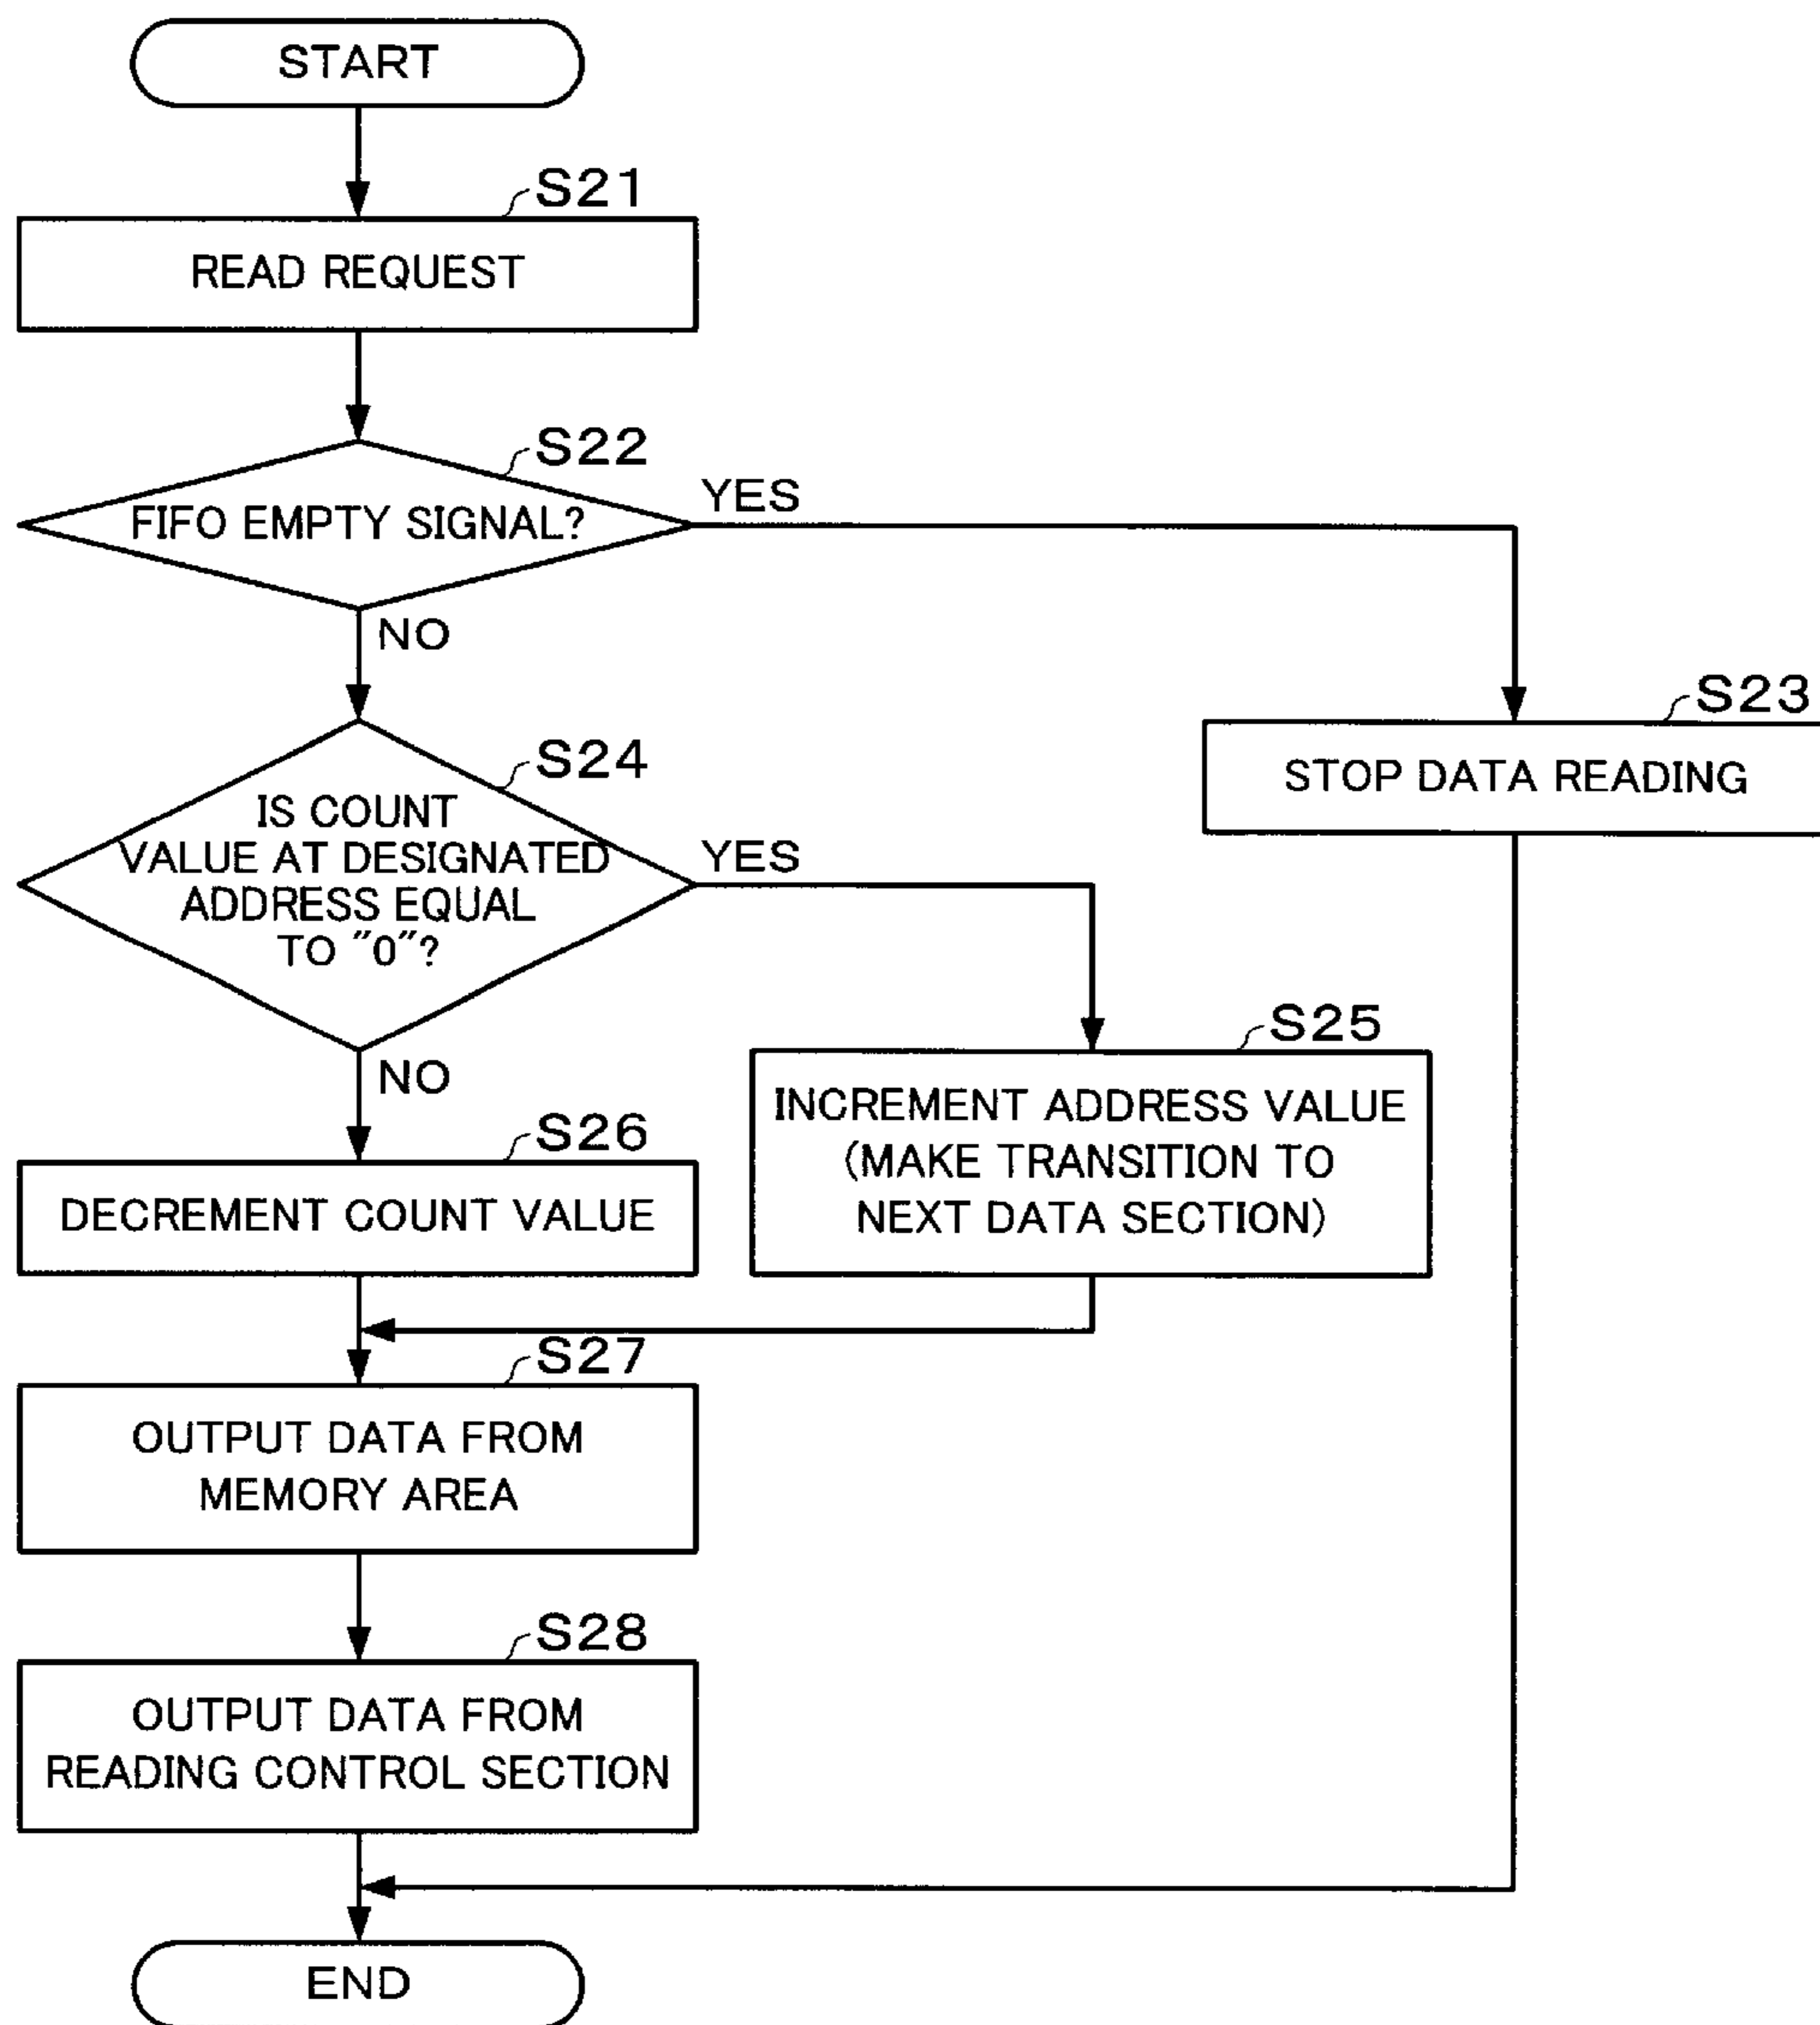 START
S21
READ REQUEST
S22
FIFO EMPTY SIGNAL?
YES
NO
S23
STOP DATA READING
S24
IS COUNT
VALUE AT DESIGNATED
ADDRESS EQUAL
TO "0"?
YES
NO
S25
INCREMENT ADDRESS VALUE
(MAKE TRANSITION TO
NEXT DATA SECTION)
S26
DECREMENT COUNT VALUE
S27
OUTPUT DATA FROM
MEMORY AREA
S28
OUTPUT DATA FROM
READING CONTROL SECTION
END